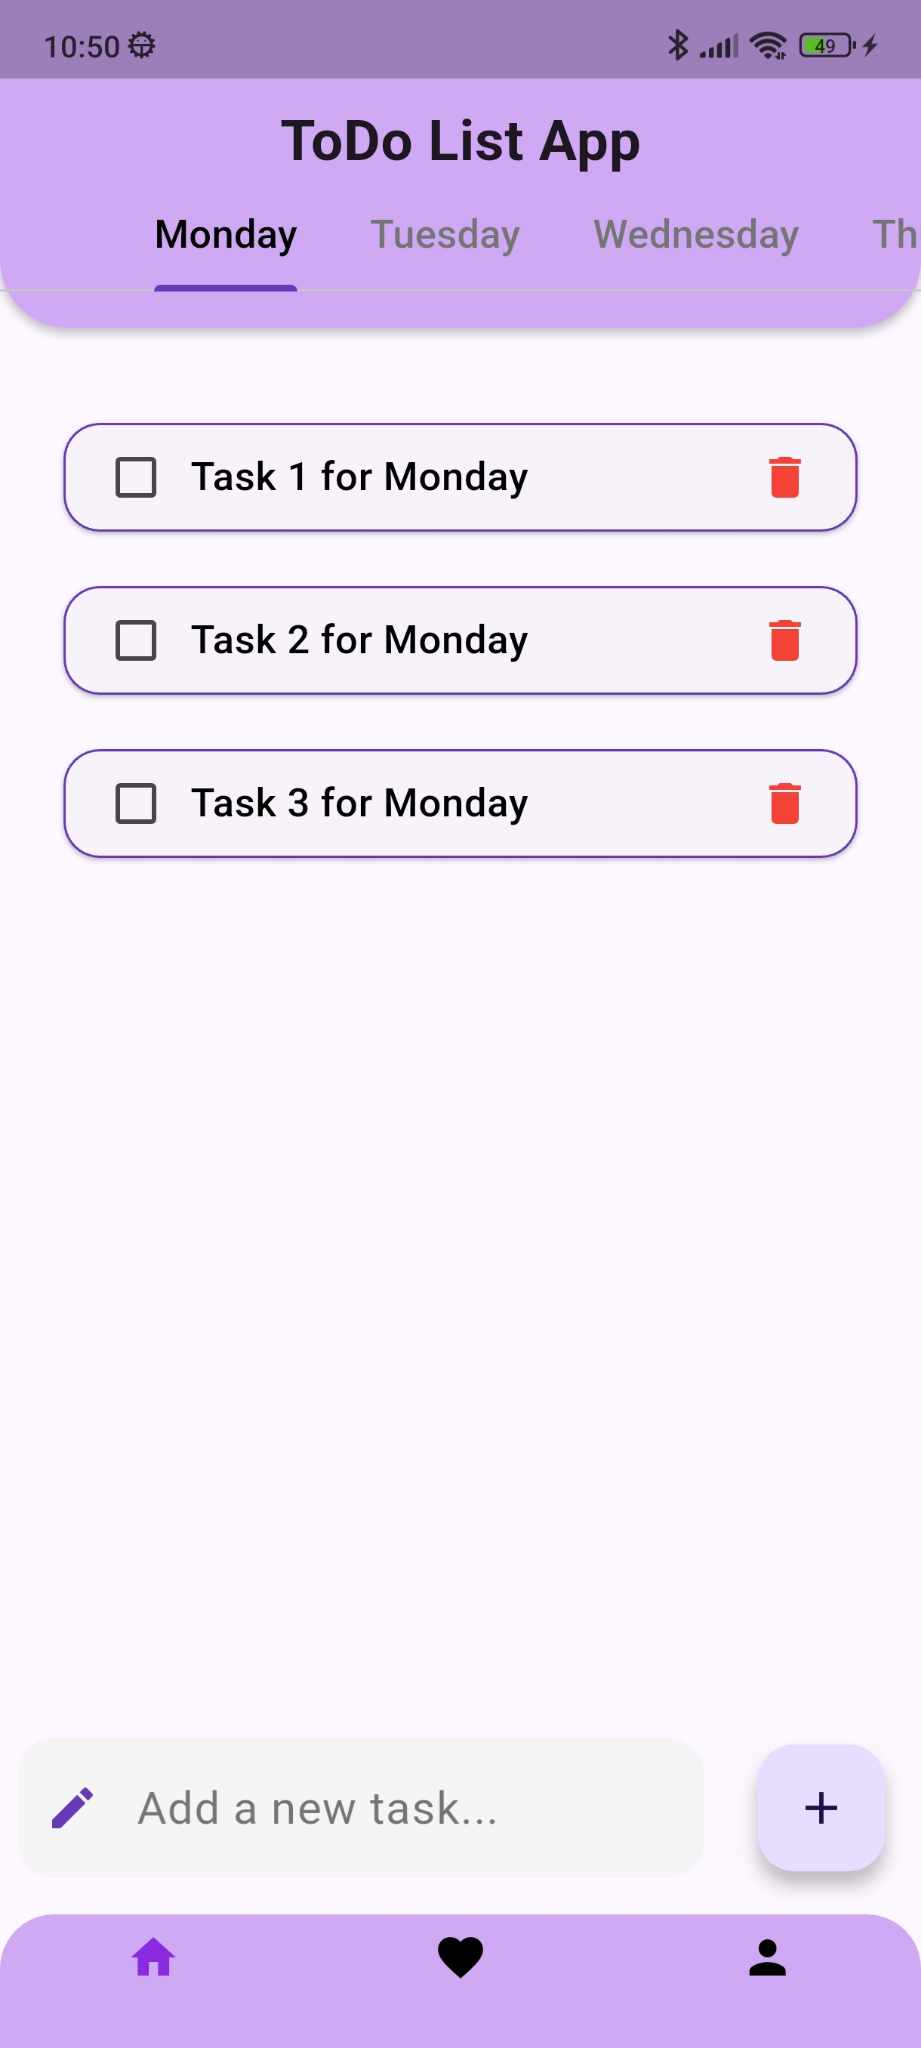 10:50 49
ToDo List App
Monday Tuesday Wednesday Th
Task 1 for Monday
Task 2 for Monday
Task 3 for Monday
Add a new task...